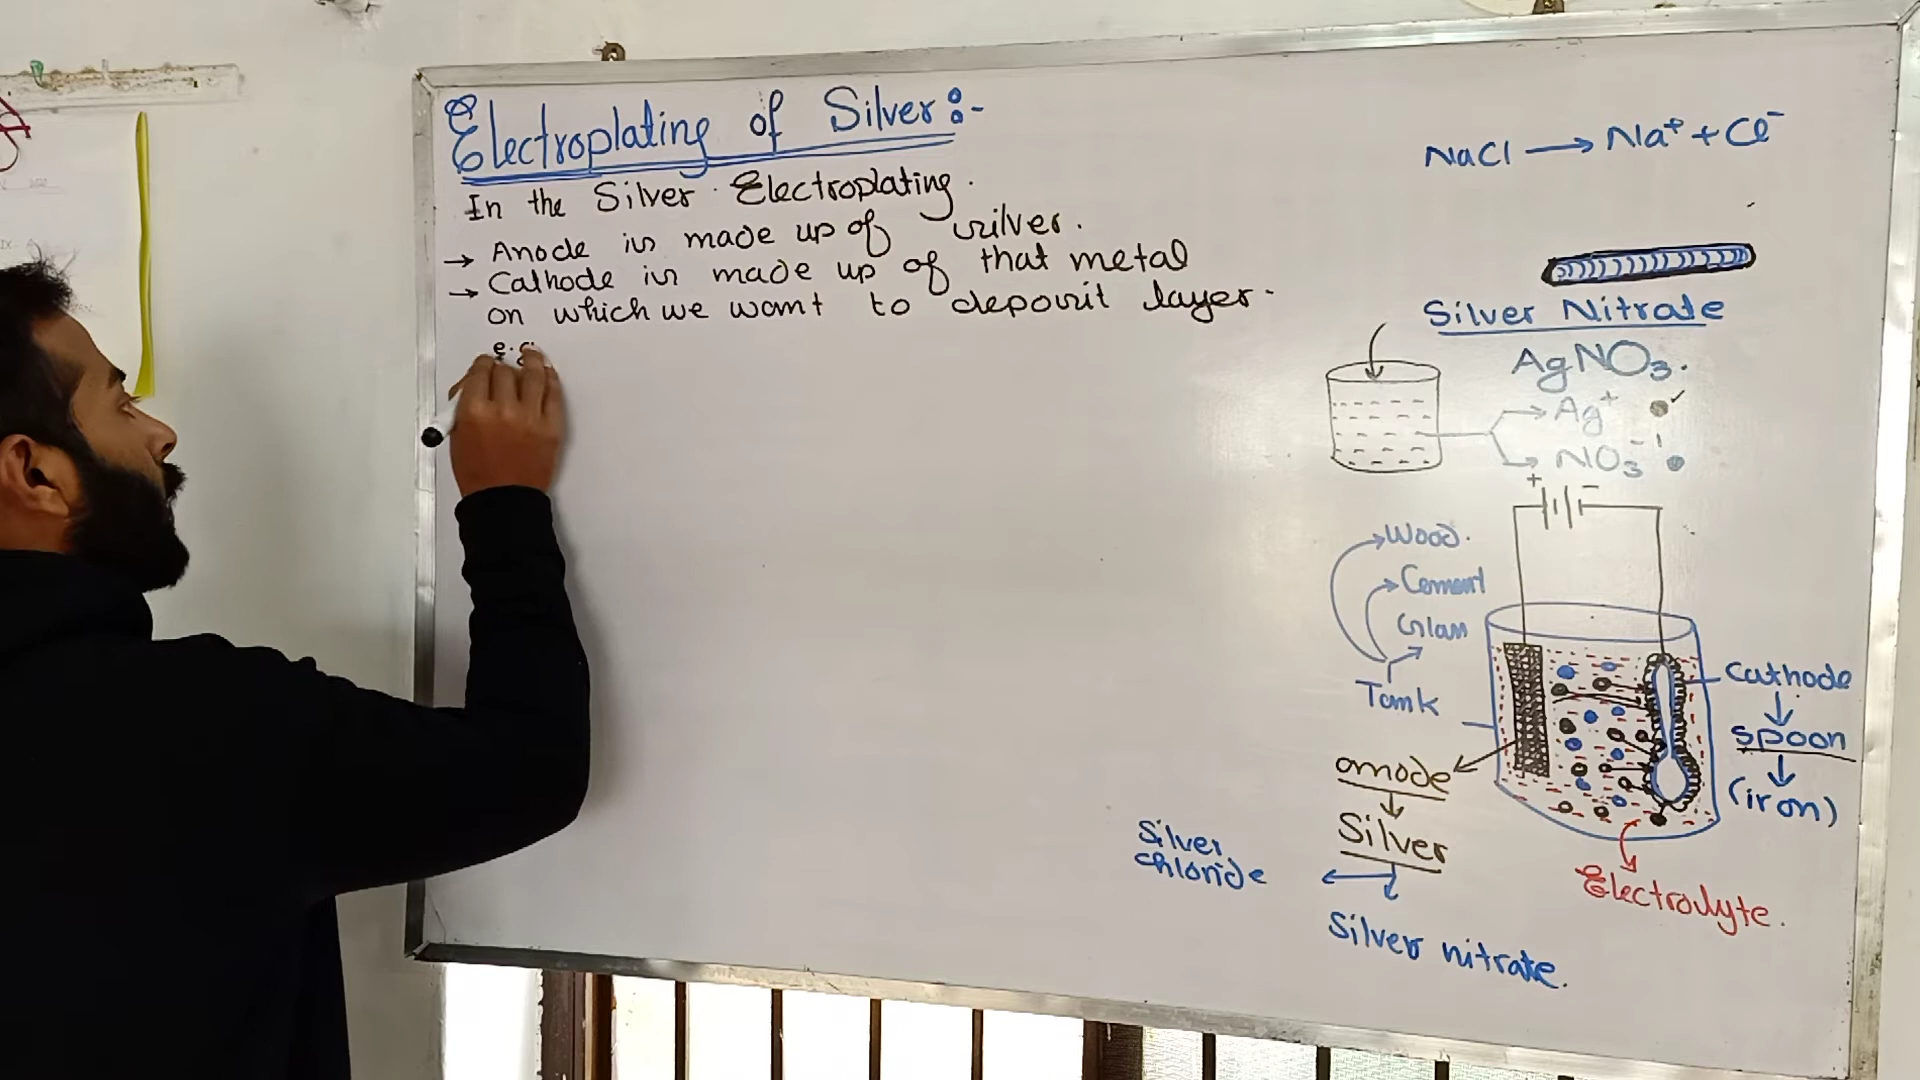 Electroplating of Silver:-
In the Silver Electroplating.
→ Anode is made up of silver.
→ Cathode is made up of that metal
on which we want to deposit layer.
e.g
NaCl → Na⁺ + Cl⁻
Silver Nitrate
AgNO₃.
Ag⁺
NO₃⁻¹
+ −
Wood.
Cement
Glass
Tank
Cathode
spoon
(iron)
anode
Silver
Silver
chloride
Silver nitrate.
Electrolyte.